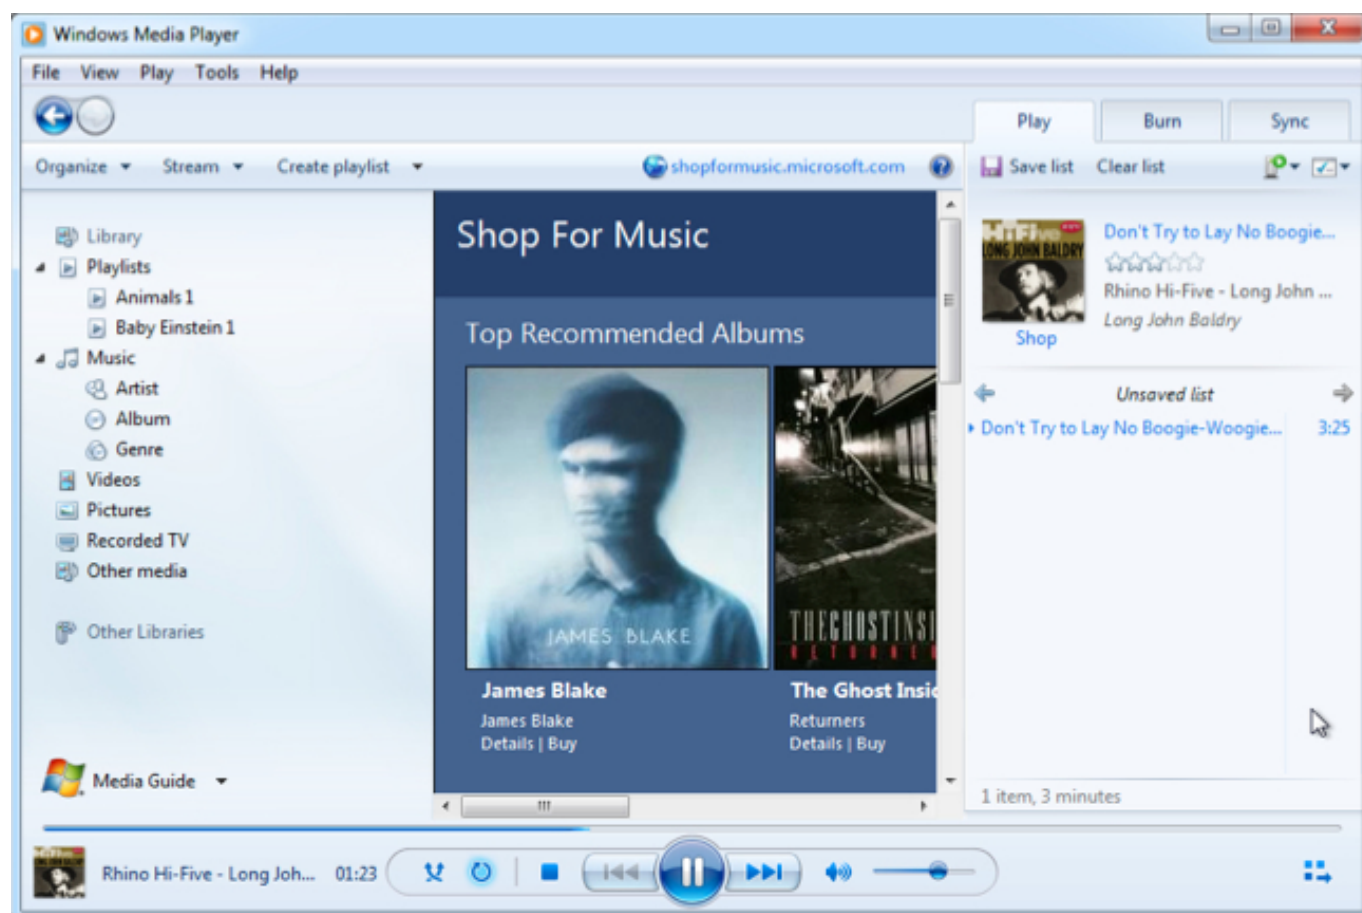 Windows Media Player
File View Play Tools Help
Play Burn Sync
Organize Stream Create playlist shopformusic.microsoft.com
Save list Clear list
Library
Playlists
Animals 1
Baby Einstein 1
Music
Artist
Album
Genre
Videos
Pictures
Recorded TV
Other media
Other Libraries
Media Guide
Shop For Music
Top Recommended Albums
JAMES BLAKE
THEGHOSTINSI
RETURNER
James Blake
James Blake
Details | Buy
The Ghost Insid
Returners
Details | Buy
HiFive
LONG JOHN BALDRY
Shop
Don't Try to Lay No Boogie...
Rhino Hi-Five - Long John ...
Long John Baldry
Unsaved list
Don't Try to Lay No Boogie-Woogie... 3:25
1 item, 3 minutes
Rhino Hi-Five - Long Joh... 01:23